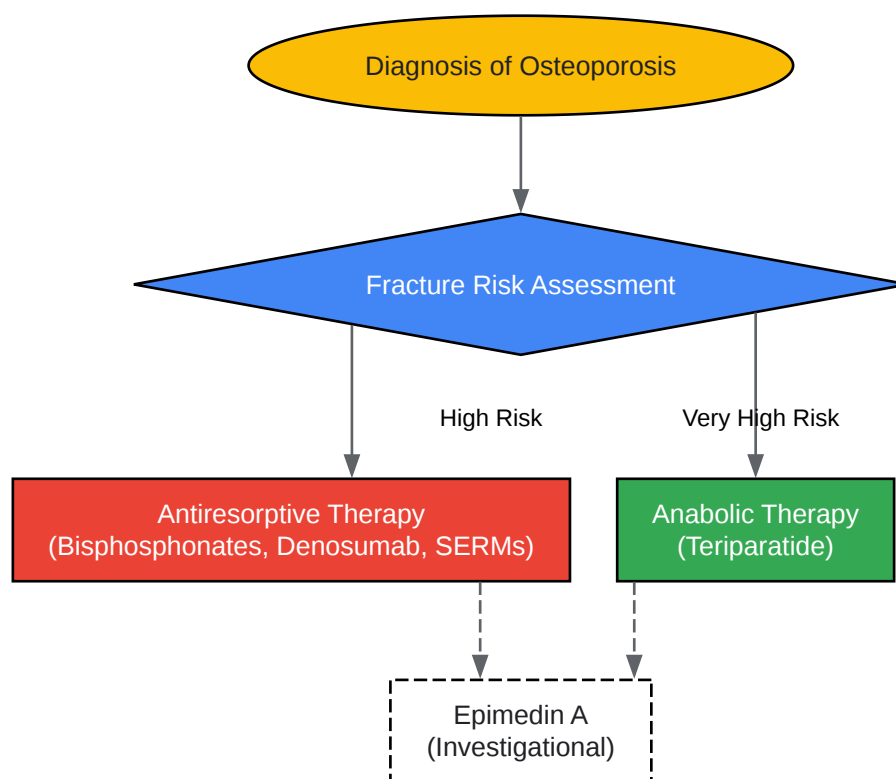 Diagnosis of Osteoporosis
Fracture Risk Assessment
High Risk
Very High Risk
Antiresorptive Therapy
(Bisphosphonates, Denosumab, SERMs)
Anabolic Therapy
(Teriparatide)
Epimedin A
(Investigational)